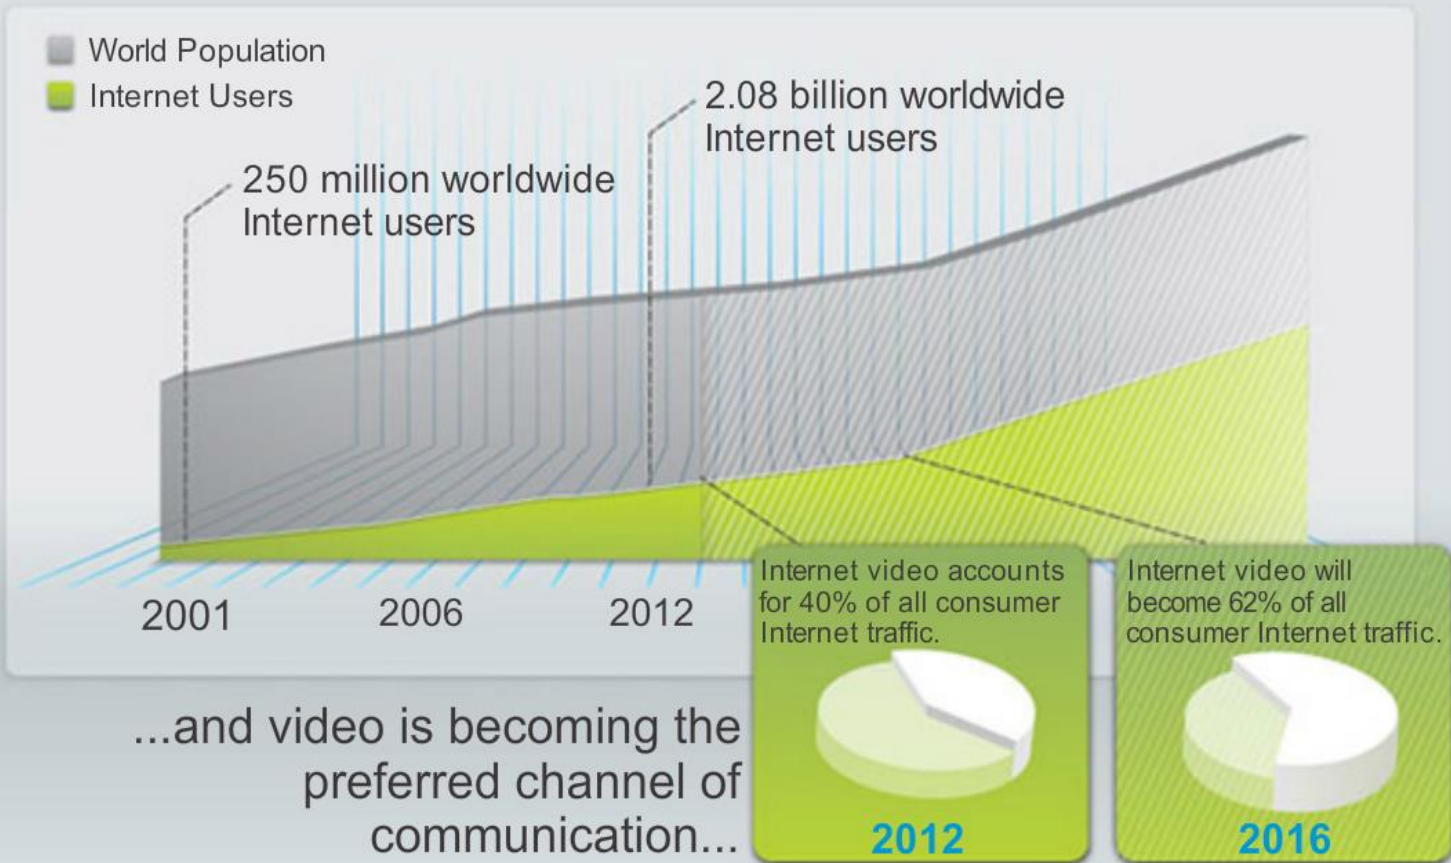 World Population
Internet Users
2.08 billion worldwide
Internet users
250 million worldwide
Internet users
2001
2006
2012
Internet video accounts
for 40% of all consumer
Internet traffic.
2012
Internet video will
become 62% of all
consumer Internet traffic.
2016
...and video is becoming the
preferred channel of
communication...